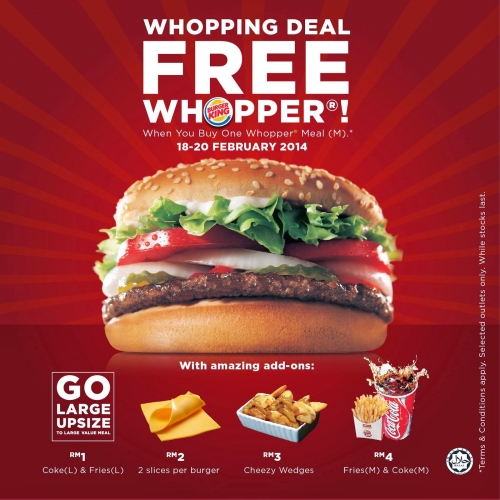 WHOPPING DEAL
FREE
WHOPPER®!
BURGER KING
When You Buy One Whopper® Meal (M).*
18-20 FEBRUARY 2014
With amazing add-ons:
GO
LARGE
UPSIZE
TO LARGE VALUE MEAL
RM1
Coke(L) & Fries(L)
RM2
2 slices per burger
RM3
Cheezy Wedges
Coca-Cola
RM4
Fries(M) & Coke(M)
*Terms & Conditions apply. Selected outlets only. While stocks last.